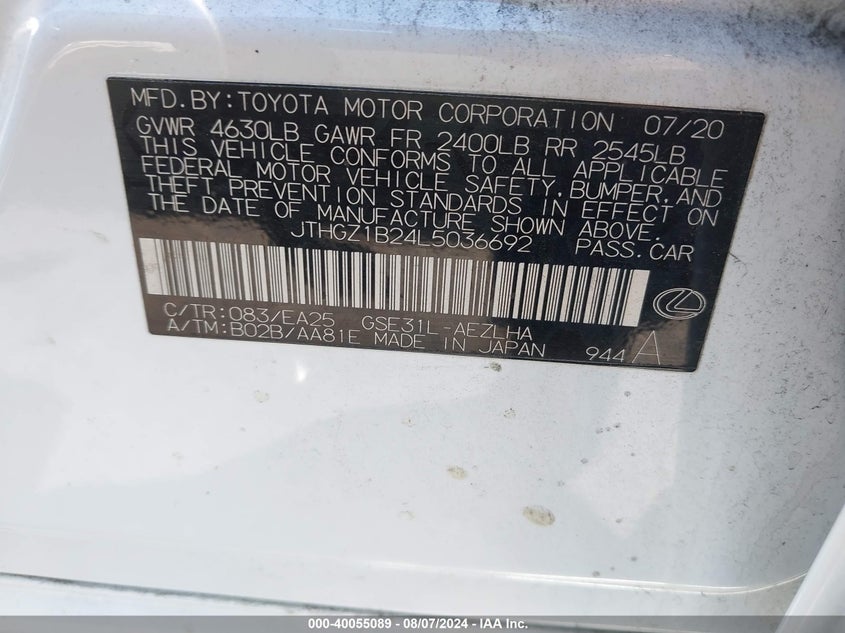 MFD.BY:TOYOTA MOTOR CORPORATION 07/20
GVWR 4630LB GAWR FR 2400LB RR 2545LB
THIS VEHICLE CONFORMS TO ALL APPLICABLE
FEDERAL MOTOR VEHICLE SAFETY,BUMPER,AND
THEFT PREVENTION STANDARDS IN EFFECT ON
THE DATE OF MANUFACTURE SHOWN ABOVE.
JTHGZ1B24L5036692 PASS.CAR
C/TR:083/EA25 GSE31L-AEZLHA
A/TM:B02B/AA81E MADE IN JAPAN 944 A
000-40055089 - 08/07/2024 - IAA Inc.